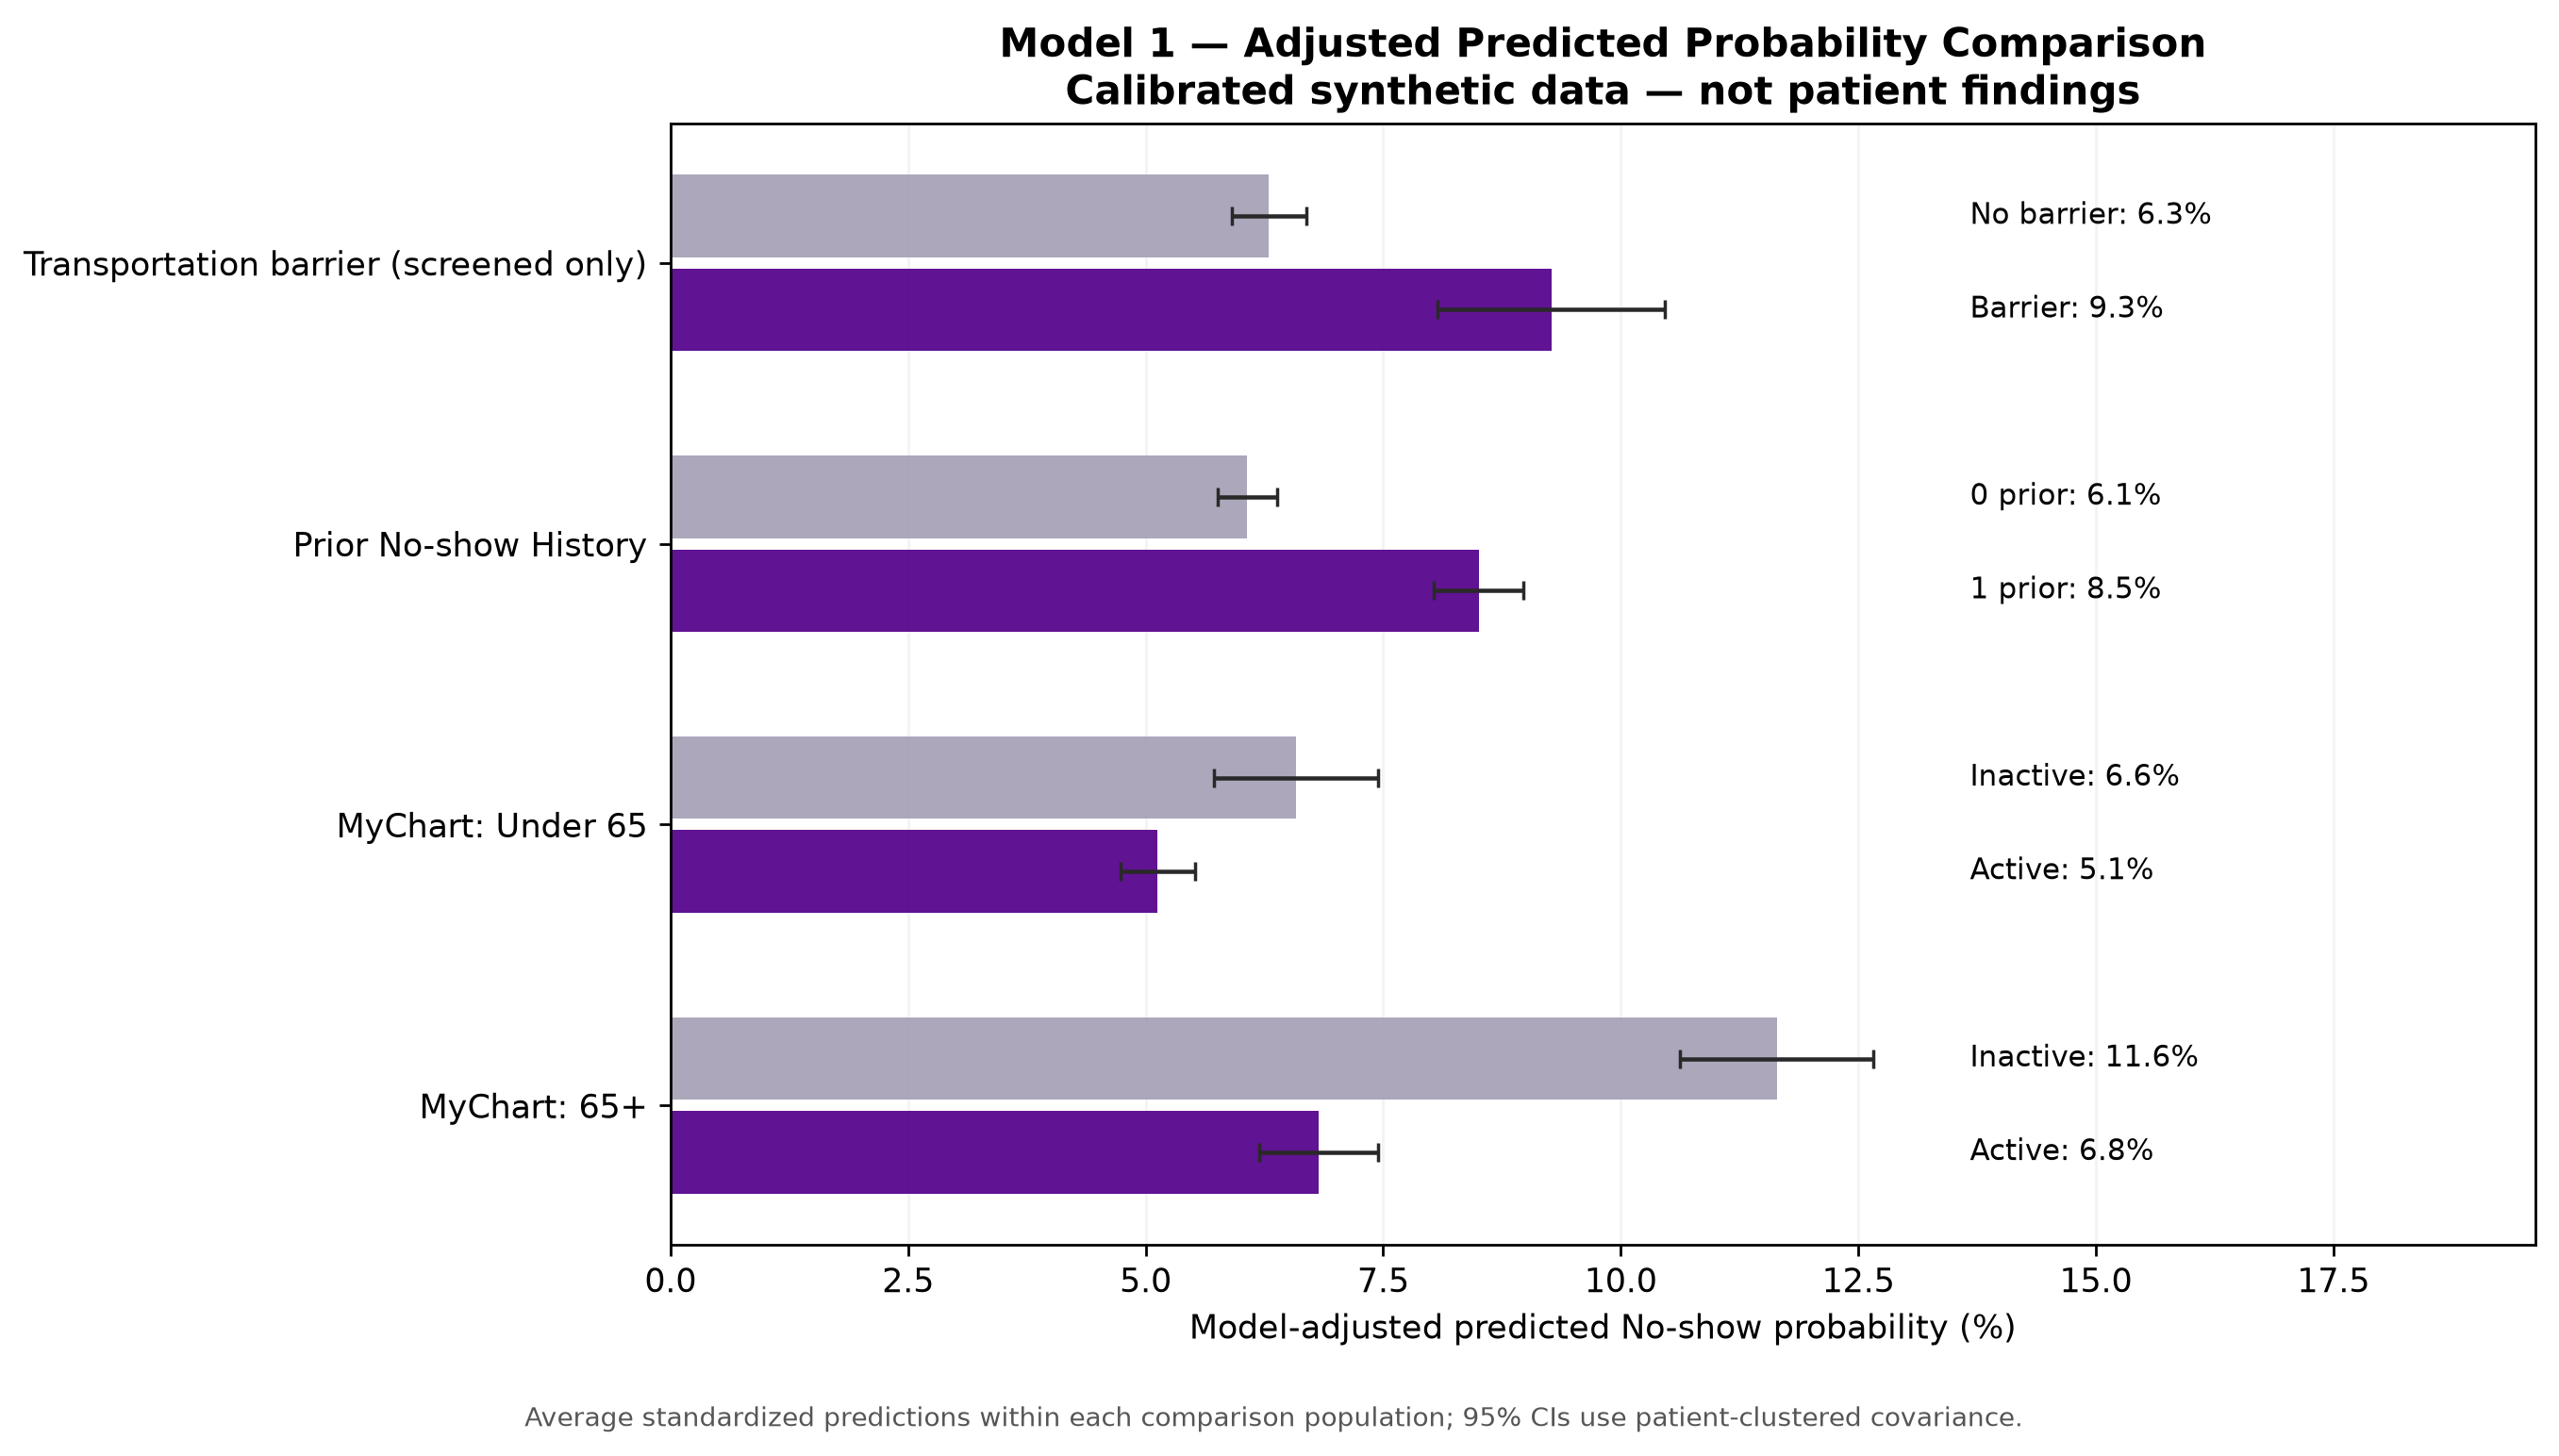 Model 1 — Adjusted Predicted Probability Comparison
Calibrated synthetic data — not patient findings
Transportation barrier (screened only)
No barrier: 6.3%
Barrier: 9.3%
Prior No-show History
0 prior: 6.1%
1 prior: 8.5%
MyChart: Under 65
Inactive: 6.6%
Active: 5.1%
MyChart: 65+
Inactive: 11.6%
Active: 6.8%
0.0 2.5 5.0 7.5 10.0 12.5 15.0 17.5
Model-adjusted predicted No-show probability (%)
Average standardized predictions within each comparison population; 95% CIs use patient-clustered covariance.